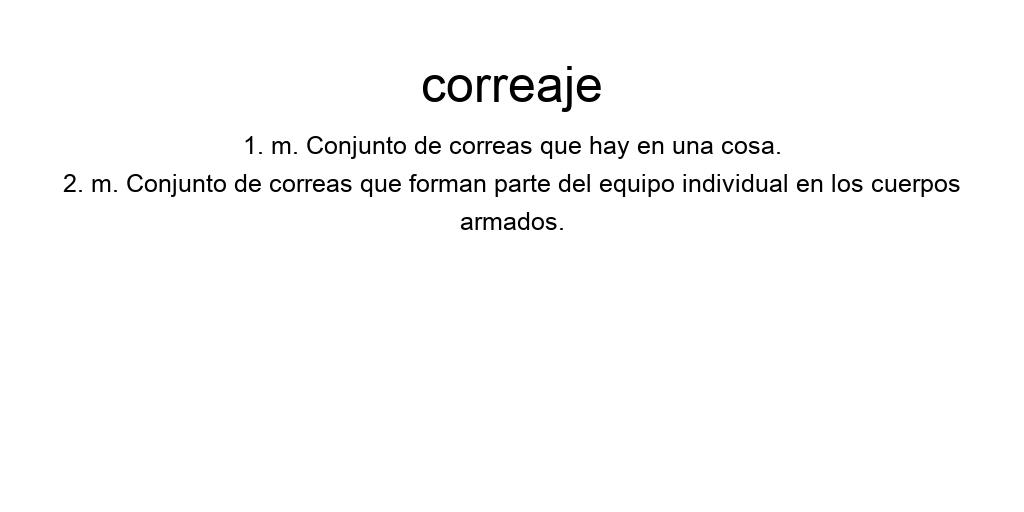 correaje
1. m. Conjunto de correas que hay en una cosa.
2. m. Conjunto de correas que forman parte del equipo individual en los cuerpos
armados.